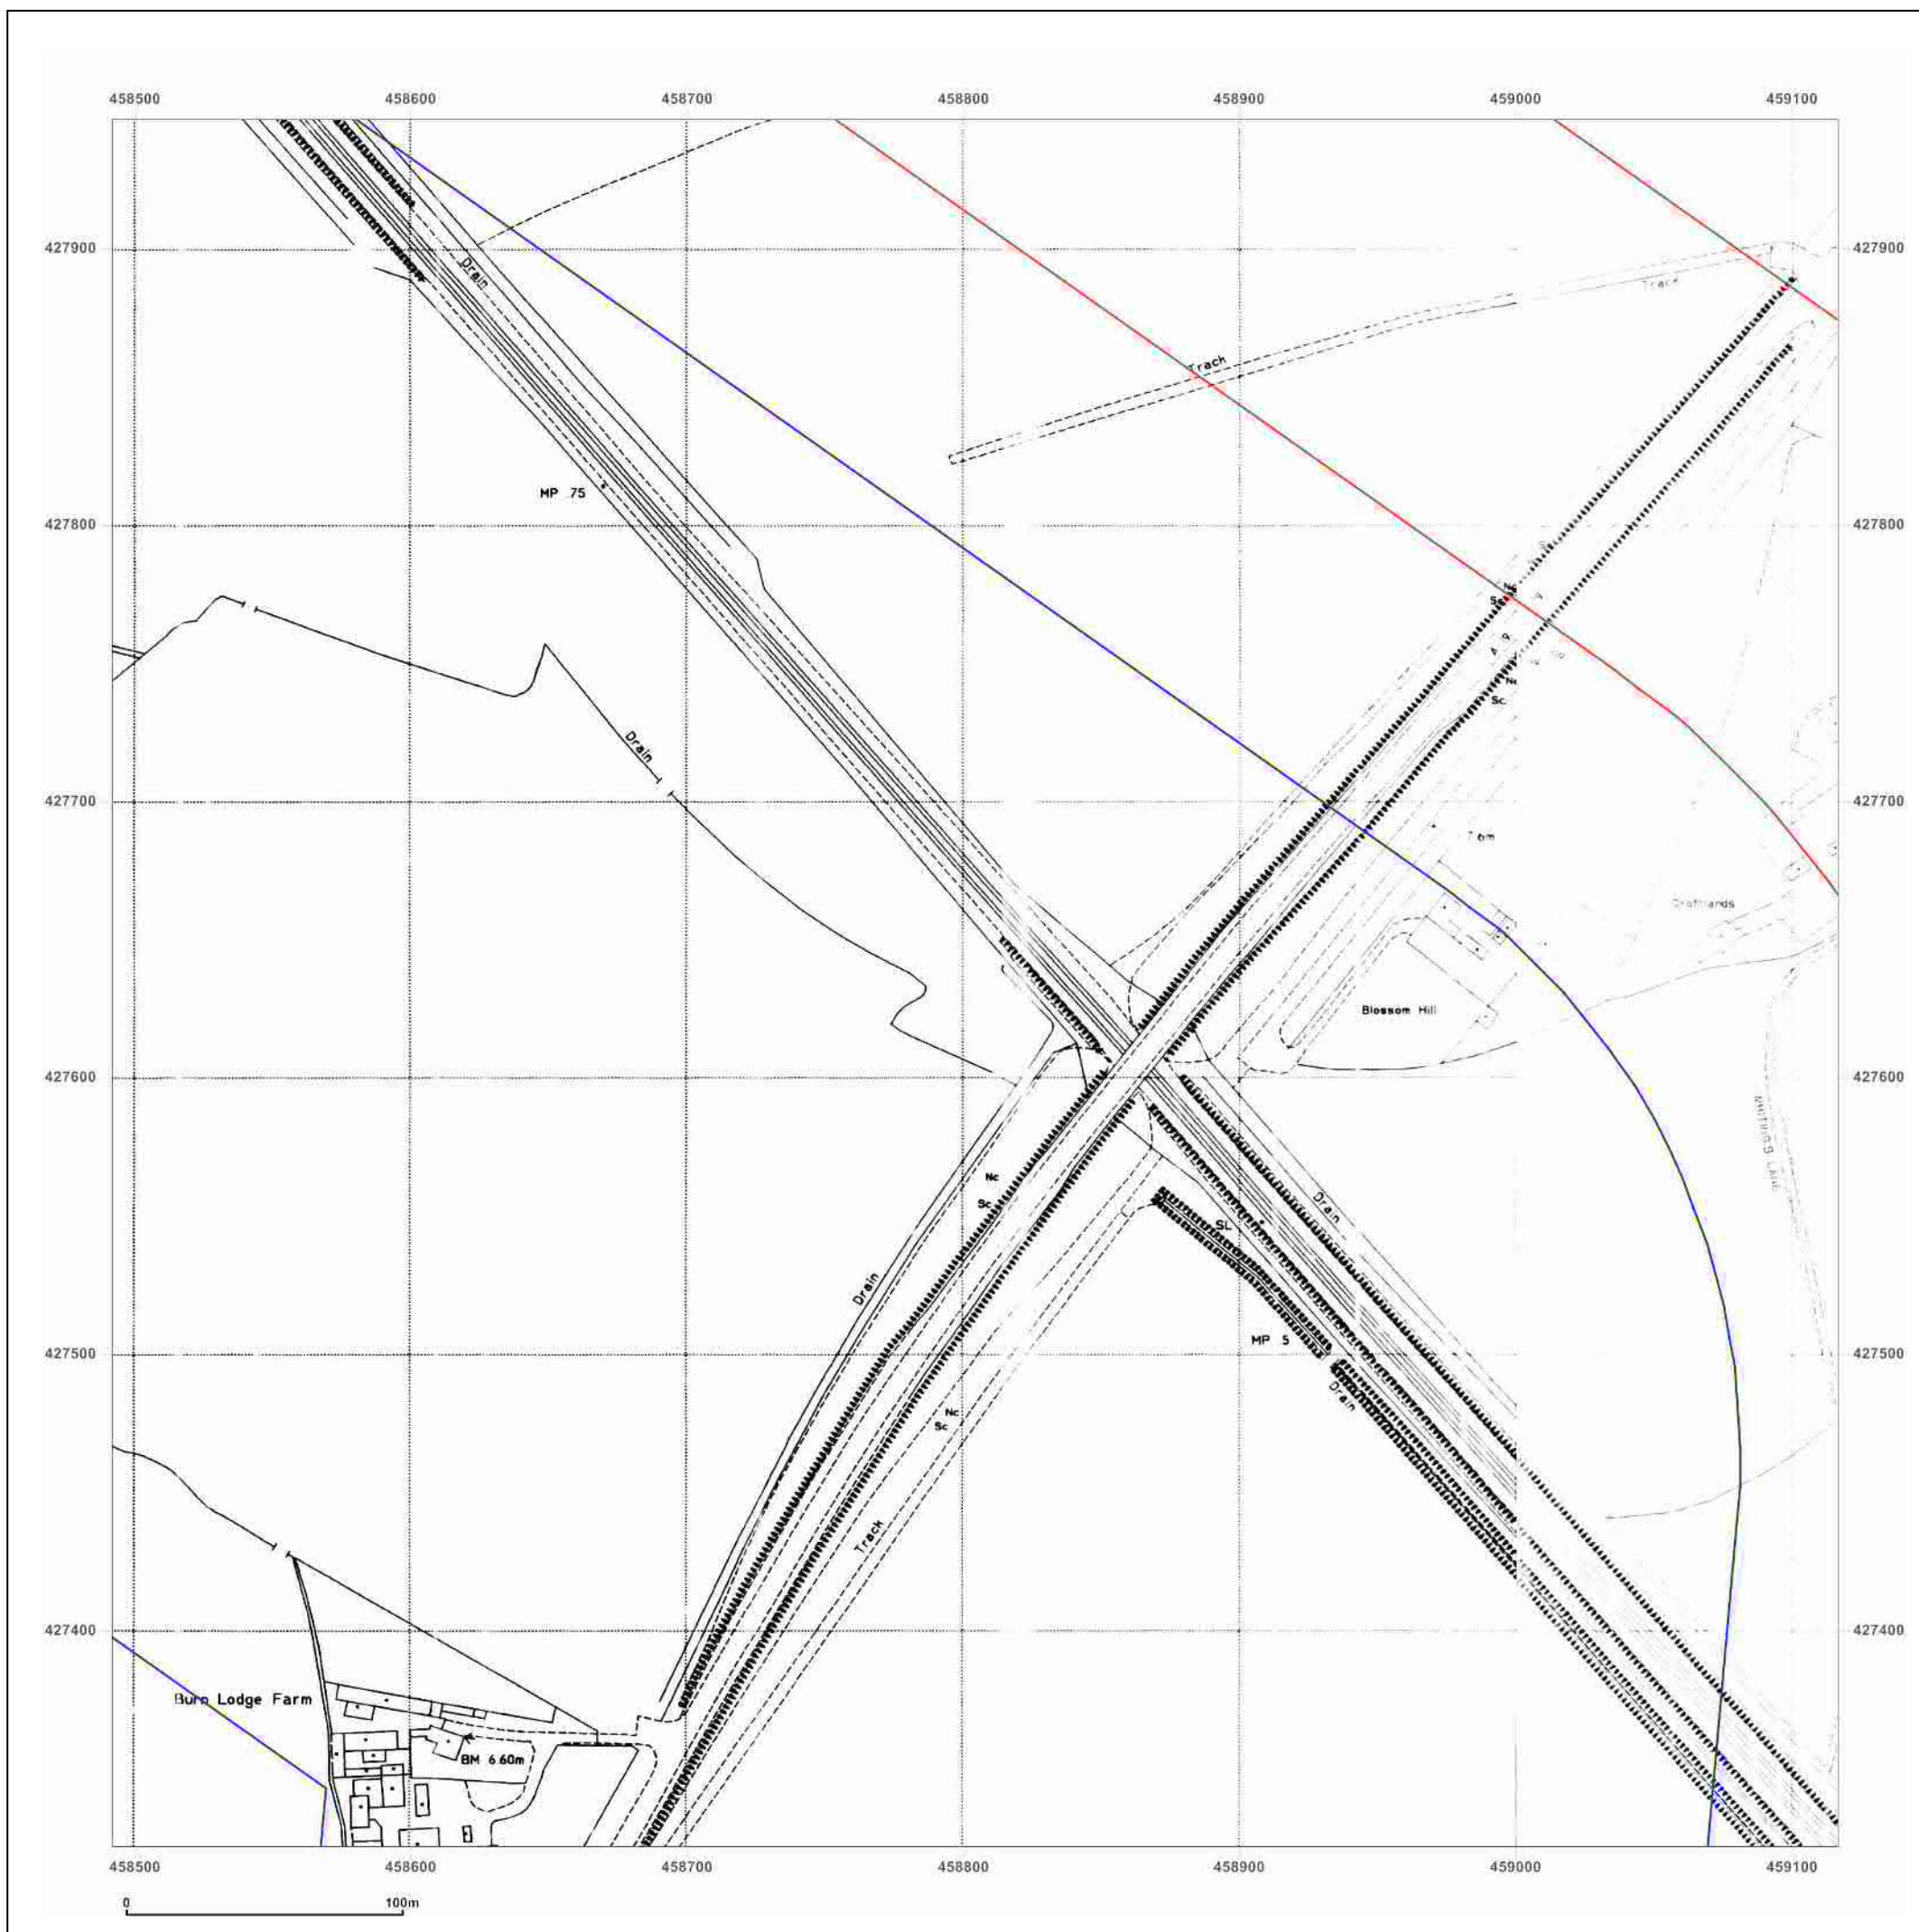 458500 458600 458700 458800 458900 459000 459100
427900 427900
Drain
Track
Track
MP .75
427800 427800
Nc
Sc
Nc
Sc
Drain
427700 427700
7.6m
Croftlands
Blossom Hill
427600 427600
Nc
Sc
Drain
SL
Drain
MP 5
427500 427500
Drain
Nc
Sc
Track
427400 427400
Burn Lodge Farm
BM 6.60m
458500 458600 458700 458800 458900 459000 459100
0 100m